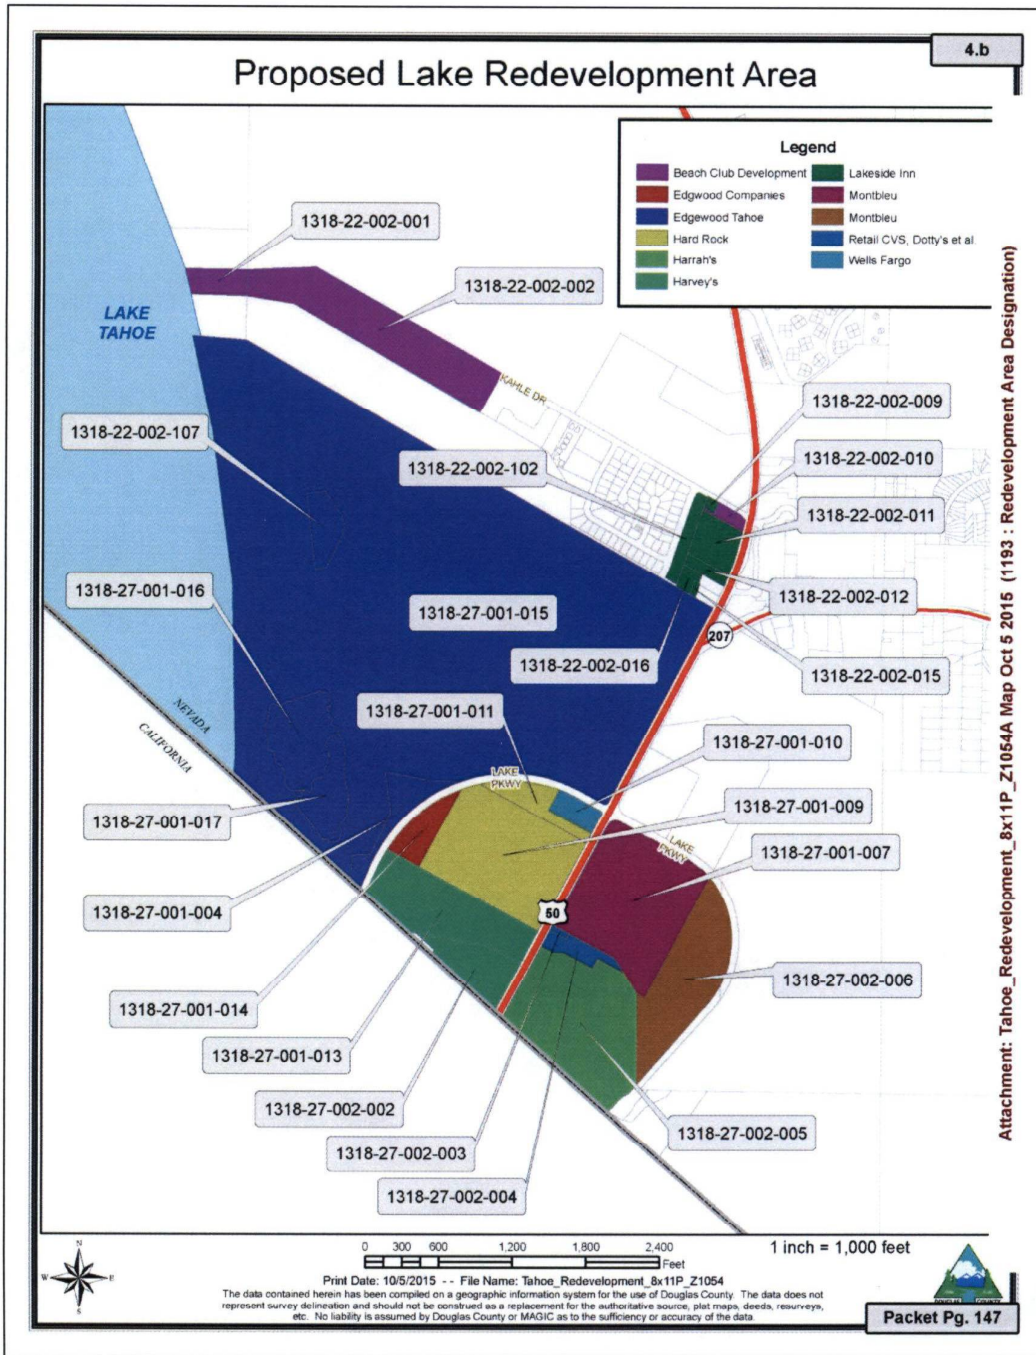 4.b
Proposed Lake Redevelopment Area
Legend
Beach Club Development
Edgwood Companies
Edgewood Tahoe
Hard Rock
Harrah's
Harvey's
Lakeside Inn
Montbleu
Montbleu
Retail CVS, Dotty's et al.
Wells Fargo
1318-22-002-001
1318-22-002-002
LAKE
TAHOE
KAHLE DR
1318-22-002-009
1318-22-002-107
1318-22-002-102
1318-22-002-010
1318-22-002-011
1318-27-001-016
1318-27-001-015
1318-22-002-012
207
1318-22-002-016
1318-22-002-015
NEVADA
CALIFORNIA
1318-27-001-011
1318-27-001-010
LAKE
PKWY
1318-27-001-017
1318-27-001-009
LAKE
PKWY
1318-27-001-007
1318-27-001-004
50
1318-27-002-006
1318-27-001-014
1318-27-001-013
1318-27-002-002
1318-27-002-005
1318-27-002-003
1318-27-002-004
Attachment: Tahoe_Redevelopment_8x11P_Z1054A Map Oct 5 2015 (1193 : Redevelopment Area Designation)
N
W E
S
0 300 600 1,200 1,800 2,400
Feet
1 inch = 1,000 feet
Print Date: 10/5/2015 -- File Name: Tahoe_Redevelopment_8x11P_Z1054
The data contained herein has been compiled on a geographic information system for the use of Douglas County. The data does not
represent survey delineation and should not be construed as a replacement for the authoritative source, plat maps, deeds, resurveys,
etc. No liability is assumed by Douglas County or MAGIC as to the sufficiency or accuracy of the data.
DOUGLAS COUNTY
Packet Pg. 147